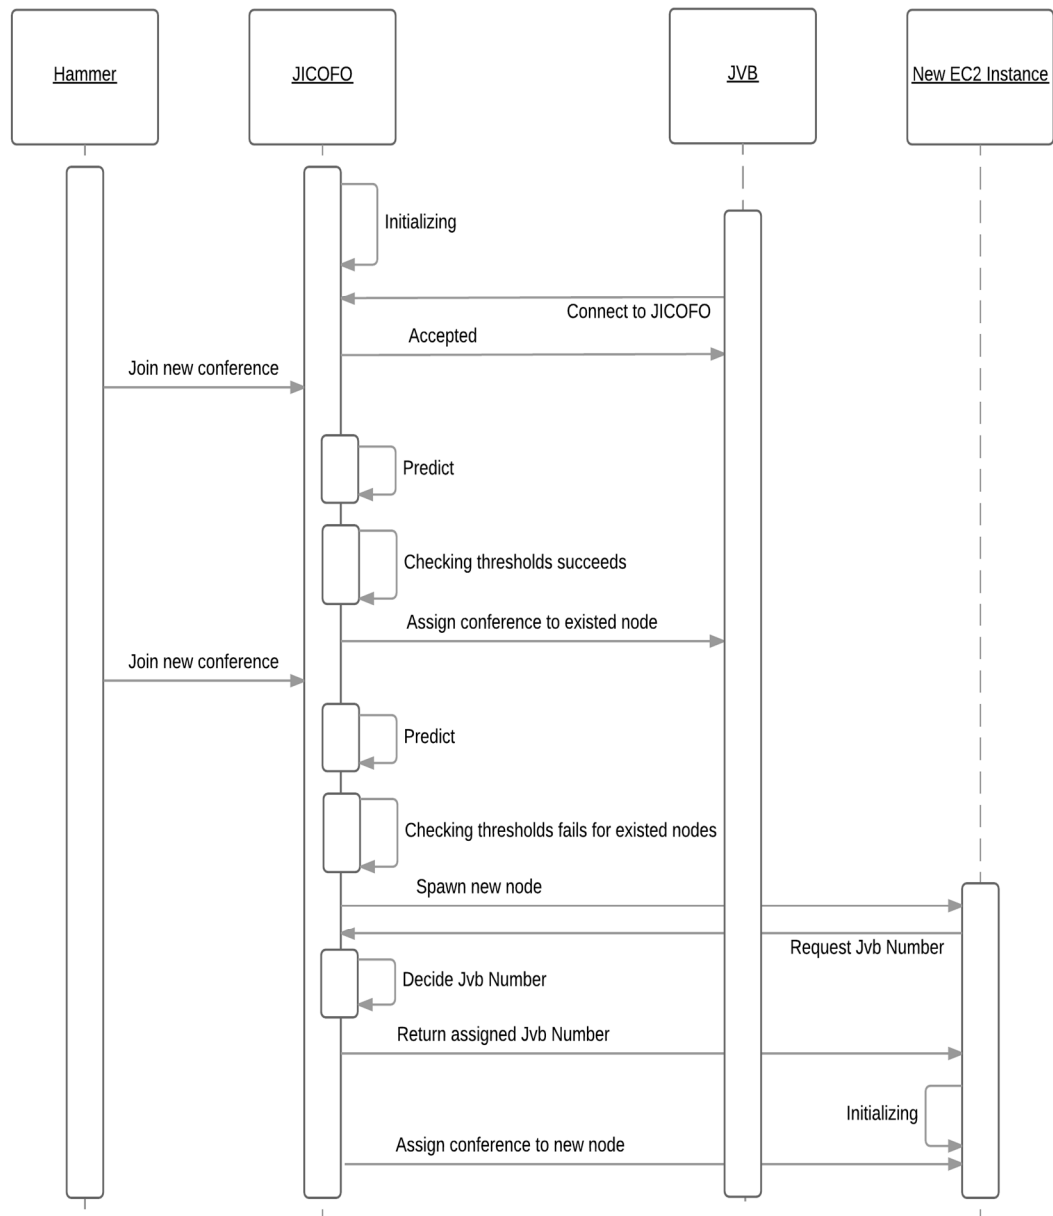 Hammer
JICOFO
JVB
New EC2 Instance
Initializing
Connect to JICOFO
Accepted
Join new conference
Predict
Checking thresholds succeeds
Assign conference to existed node
Join new conference
Predict
Checking thresholds fails for existed nodes
Spawn new node
Request Jvb Number
Decide Jvb Number
Return assigned Jvb Number
Initializing
Assign conference to new node